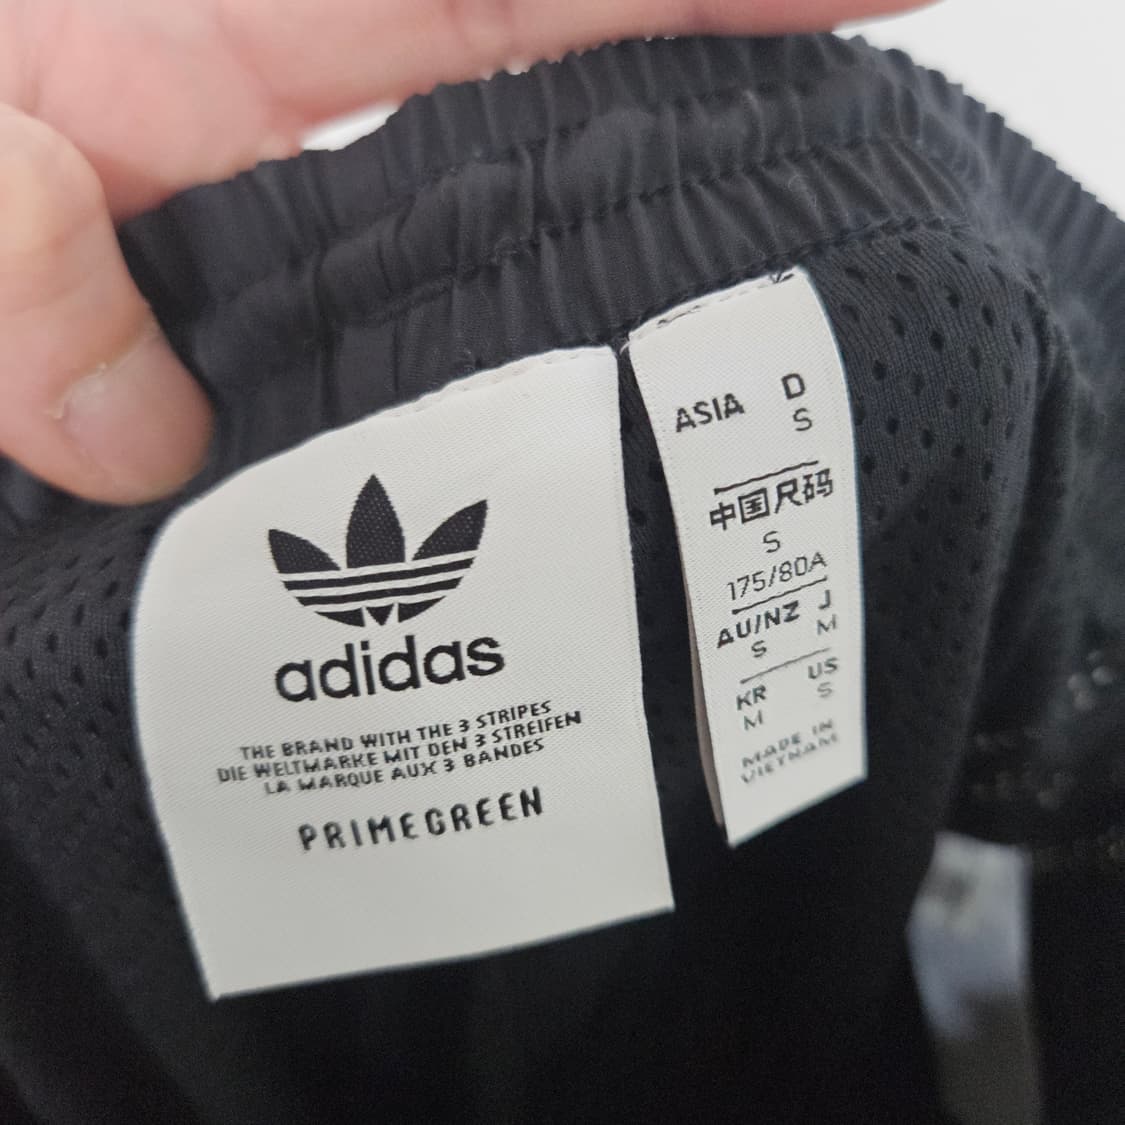 adidas
THE BRAND WITH THE 3 STRIPES
DIE WELTMARKE MIT DEN 3 STREIFEN
LA MARQUE AUX 3 BANDES
PRIMEGREEN
ASIA D
S
中国尺码
S
175/80A
AU/NZ J
S M
KR US
M S
MADE IN
VIETNAM